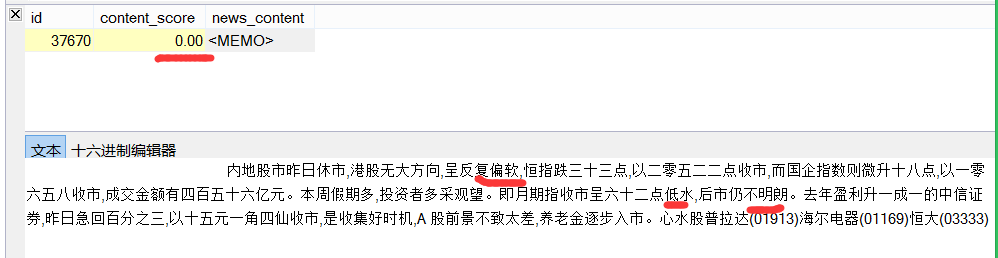 id content_score news_content
37670 0.00 <MEMO>
文本 十六进制编辑器
内地股市昨日休市,港股无大方向,呈反复偏软,恒指跌三十三点,以二零五二二点收市,而国企指数则微升十八点,以一零
六五八收市,成交金额有四百五十六亿元。本周假期多,投资者多采观望。即月期指收市呈六十二点低水,后市仍不明朗。去年盈利升一成一的中信证
券,昨日急回百分之三,以十五元一角四仙收市,是收集好时机,A股前景不致太差,养老金逐步入市。心水股普拉达(01913)海尔电器(01169)恒大(03333)